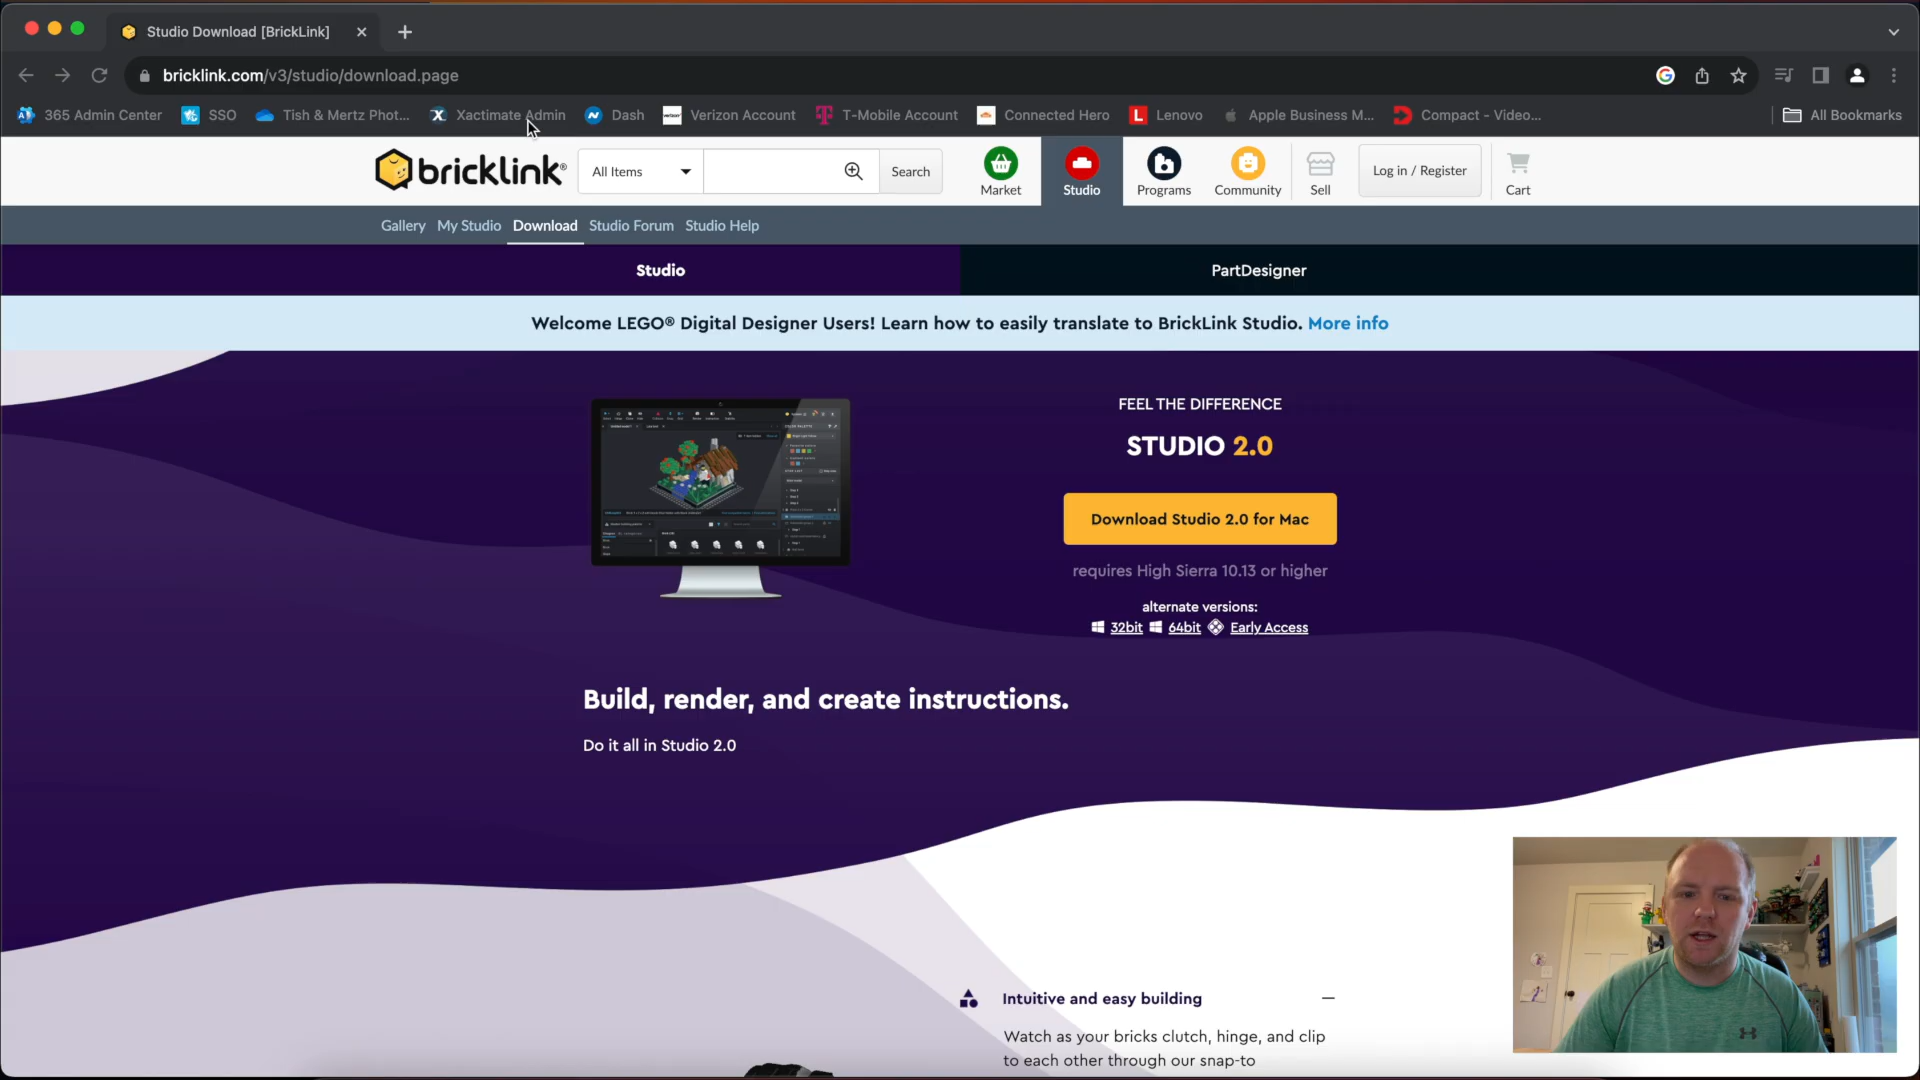 Studio Download [BrickLink]
bricklink.com/v3/studio/download.page
365 Admin Center SSO Tish & Mertz Phot... Xactimate Admin Dash Verizon Account T-Mobile Account Connected Hero Lenovo Apple Business M... Compact - Video... All Bookmarks
bricklink® All Items Search Market Studio Programs Community Sell Log in / Register Cart
Gallery My Studio Download Studio Forum Studio Help
Studio PartDesigner
Welcome LEGO® Digital Designer Users! Learn how to easily translate to BrickLink Studio. More info
FEEL THE DIFFERENCE
STUDIO 2.0
Download Studio 2.0 for Mac
requires High Sierra 10.13 or higher
alternate versions:
32bit 64bit Early Access
Build, render, and create instructions.
Do it all in Studio 2.0
Intuitive and easy building
Watch as your bricks clutch, hinge, and clip
to each other through our snap-to